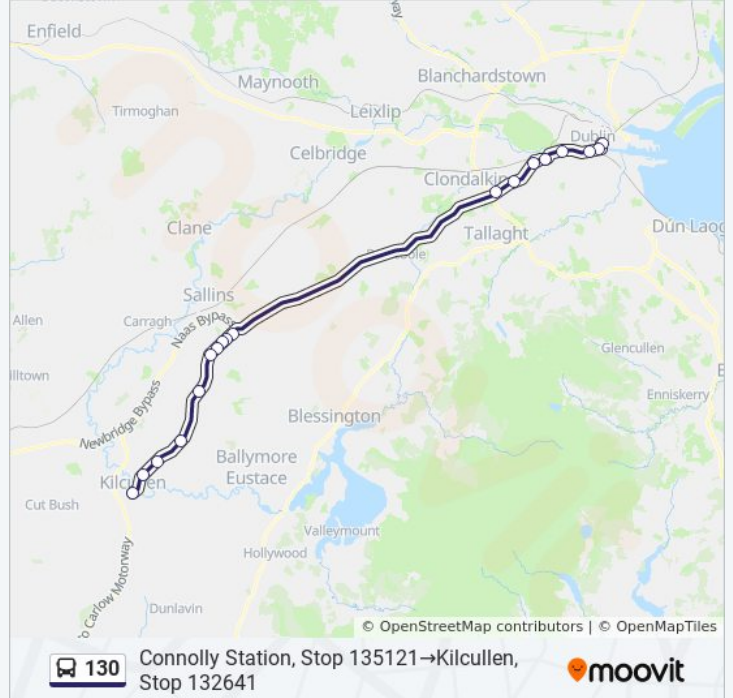 Enfield
way
Maynooth
Blanchardstown
Tirmoghan
Leixlip
Dublin
Celbridge
Clondalkin
Clane
Tallaght
Dún Laog
Sallins
Allen
Carragh
Naas Bypass
Glencullen
lltown
Enniskerry
Newbridge Bypass
Blessington
Ballymore
Eustace
Kilcullen
Cut Bush
Valleymount
Hollywood
o Carlow Motorway
Dunlavin
© OpenStreetMap contributors | © OpenMapTiles
130
Connolly Station, Stop 135121→Kilcullen,
Stop 132641
moovit